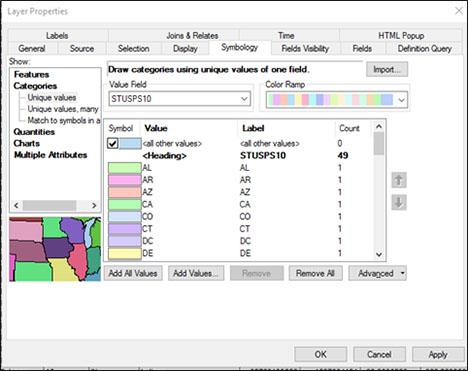 Layer Properties
Labels Joins & Relates Time HTML Popup
General Source Selection Display Symbology Fields Visibility Fields Definition Query
Show:
Features
Categories
Unique values
Unique values, many
Match to symbols in a
Quantities
Charts
Multiple Attributes
Draw categories using unique values of one field.
Import...
Value Field
STUSPS10
Color Ramp
Symbol Value Label Count
<all other values> <all other values> 0
<Heading> STUSPS10 49
AL AL 1
AR AR 1
AZ AZ 1
CA CA 1
CO CO 1
CT CT 1
DC DC 1
DE DE 1
Add All Values Add Values... Remove Remove All Advanced
OK Cancel Apply